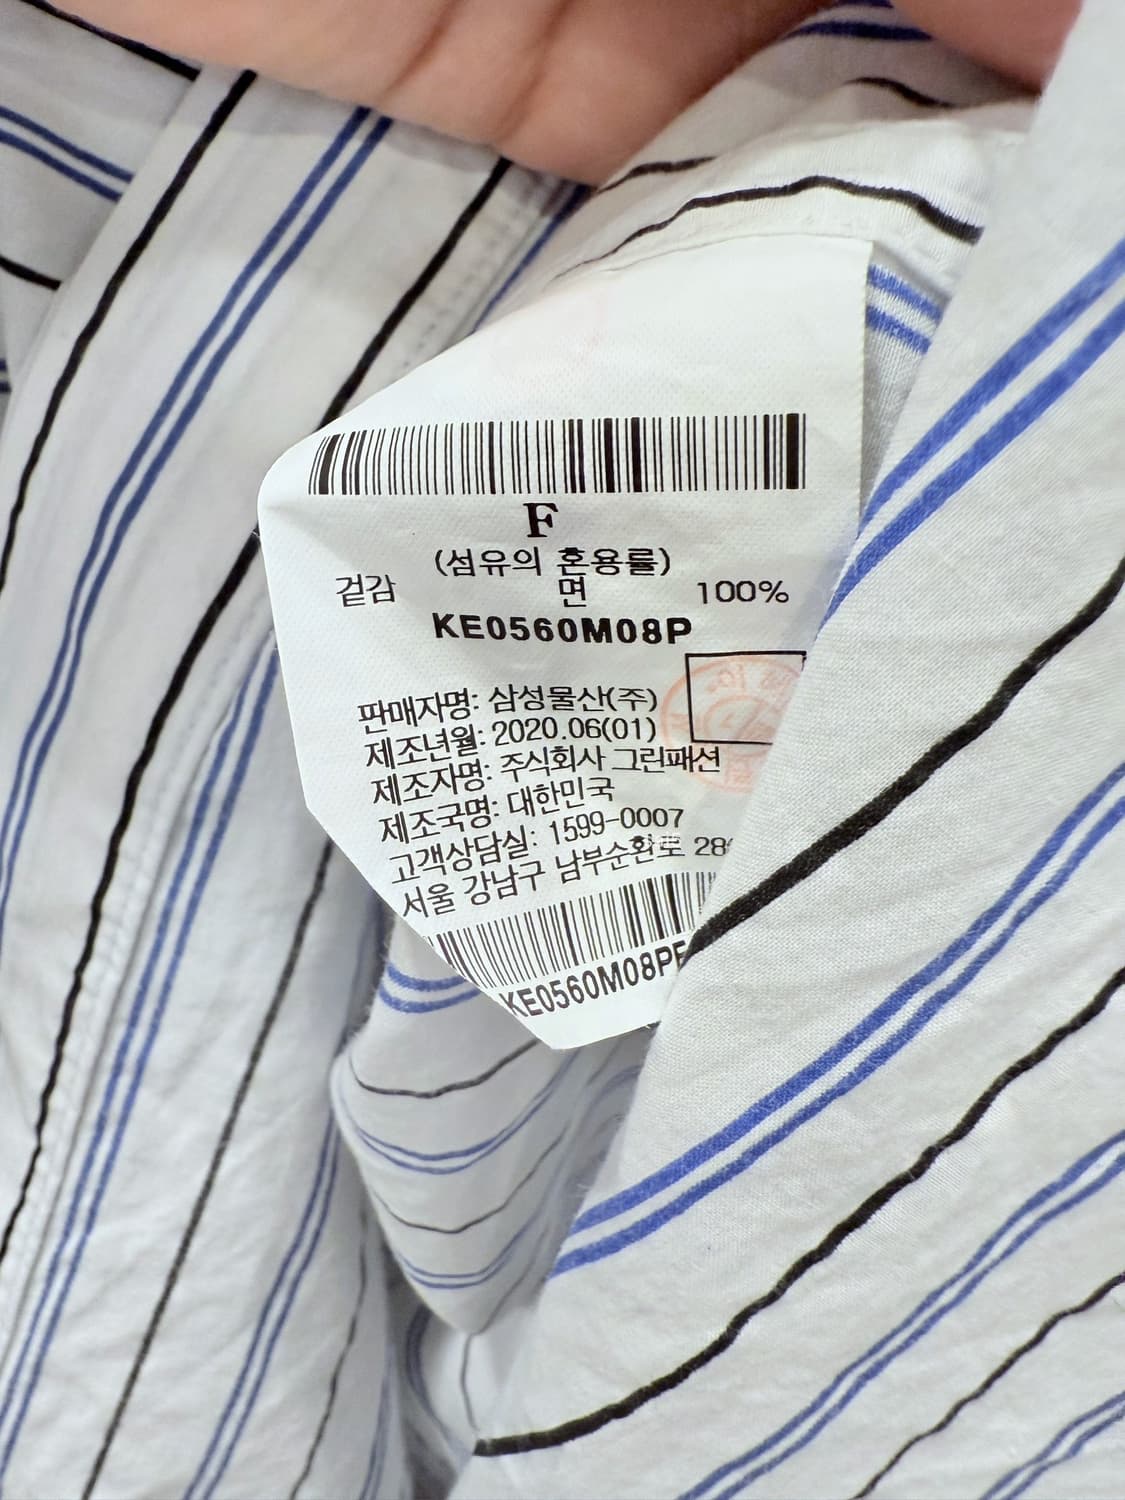 F
(섬유의 혼용률)
겉감 면 100%
KE0560M08P
판매자명: 삼성물산(주)
제조년월: 2020.06(01)
제조자명: 주식회사 그린패션
제조국명: 대한민국
고객상담실: 1599-0007
서울 강남구 남부순환로
KE0560M08P